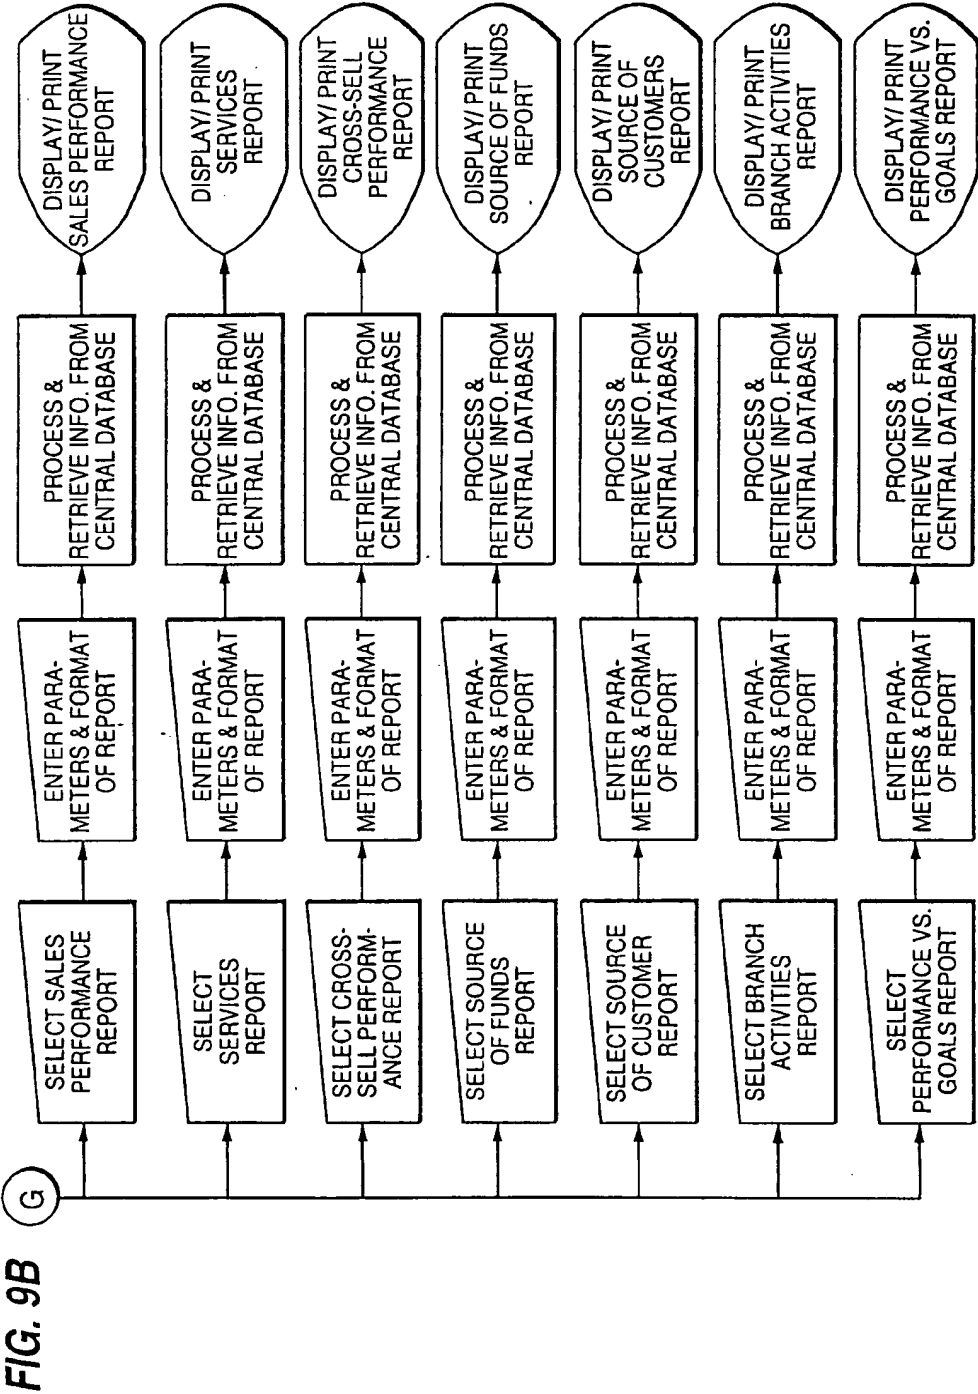 FIG. 9B
G
SELECT SALES
PERFORMANCE
REPORT
ENTER PARA-
METERS & FORMAT
OF REPORT
PROCESS &
RETRIEVE INFO. FROM
CENTRAL DATABASE
DISPLAY/ PRINT
SALES PERFORMANCE
REPORT
SELECT
SERVICES
REPORT
ENTER PARA-
METERS & FORMAT
OF REPORT
PROCESS &
RETRIEVE INFO. FROM
CENTRAL DATABASE
DISPLAY/ PRINT
SERVICES
REPORT
SELECT CROSS-
SELL PERFORM-
ANCE REPORT
ENTER PARA-
METERS & FORMAT
OF REPORT
PROCESS &
RETRIEVE INFO. FROM
CENTRAL DATABASE
DISPLAY/ PRINT
CROSS-SELL
PERFORMANCE
REPORT
SELECT SOURCE
OF FUNDS
REPORT
ENTER PARA-
METERS & FORMAT
OF REPORT
PROCESS &
RETRIEVE INFO. FROM
CENTRAL DATABASE
DISPLAY/ PRINT
SOURCE OF FUNDS
REPORT
SELECT SOURCE
OF CUSTOMER
REPORT
ENTER PARA-
METERS & FORMAT
OF REPORT
PROCESS &
RETRIEVE INFO. FROM
CENTRAL DATABASE
DISPLAY/ PRINT
SOURCE OF
CUSTOMERS
REPORT
SELECT BRANCH
ACTIVITIES
REPORT
ENTER PARA-
METERS & FORMAT
OF REPORT
PROCESS &
RETRIEVE INFO. FROM
CENTRAL DATABASE
DISPLAY/ PRINT
BRANCH ACTIVITIES
REPORT
SELECT
PERFORMANCE VS.
GOALS REPORT
ENTER PARA-
METERS & FORMAT
OF REPORT
PROCESS &
RETRIEVE INFO. FROM
CENTRAL DATABASE
DISPLAY/ PRINT
PERFORMANCE VS.
GOALS REPORT